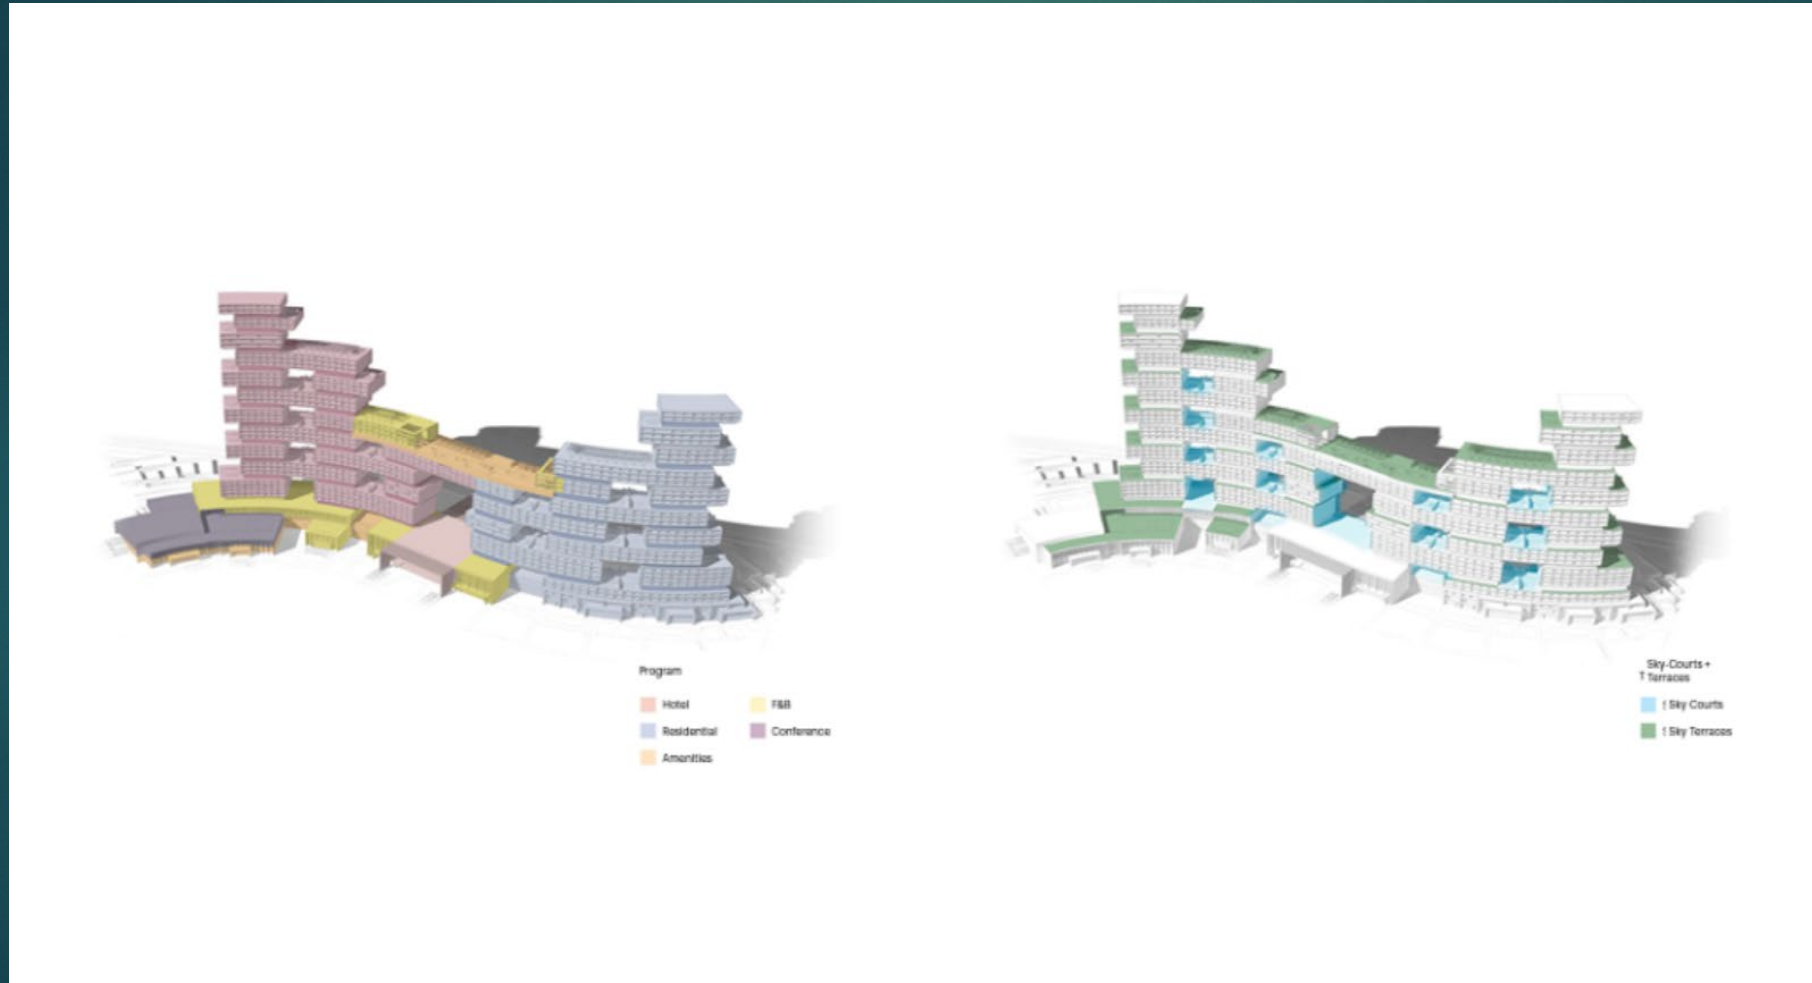 Program
Hotel
F&B
Residential
Conference
Amenities
Sky-Courts +
Terraces
Sky Courts
Sky Terraces